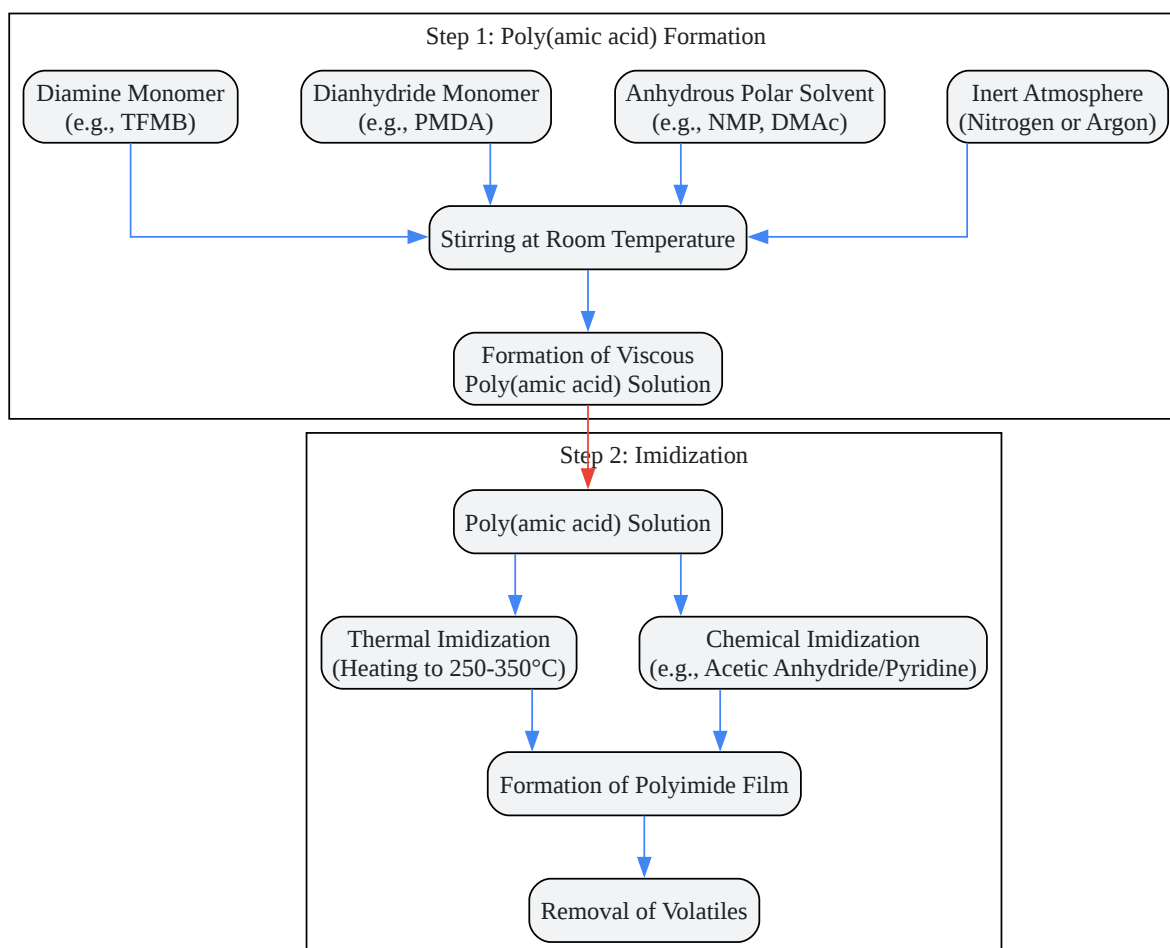 Step 1: Poly(amic acid) Formation
Diamine Monomer
(e.g., TFMB)
Dianhydride Monomer
(e.g., PMDA)
Anhydrous Polar Solvent
(e.g., NMP, DMAc)
Inert Atmosphere
(Nitrogen or Argon)
Stirring at Room Temperature
Formation of Viscous
Poly(amic acid) Solution
Step 2: Imidization
Poly(amic acid) Solution
Thermal Imidization
(Heating to 250-350°C)
Chemical Imidization
(e.g., Acetic Anhydride/Pyridine)
Formation of Polyimide Film
Removal of Volatiles